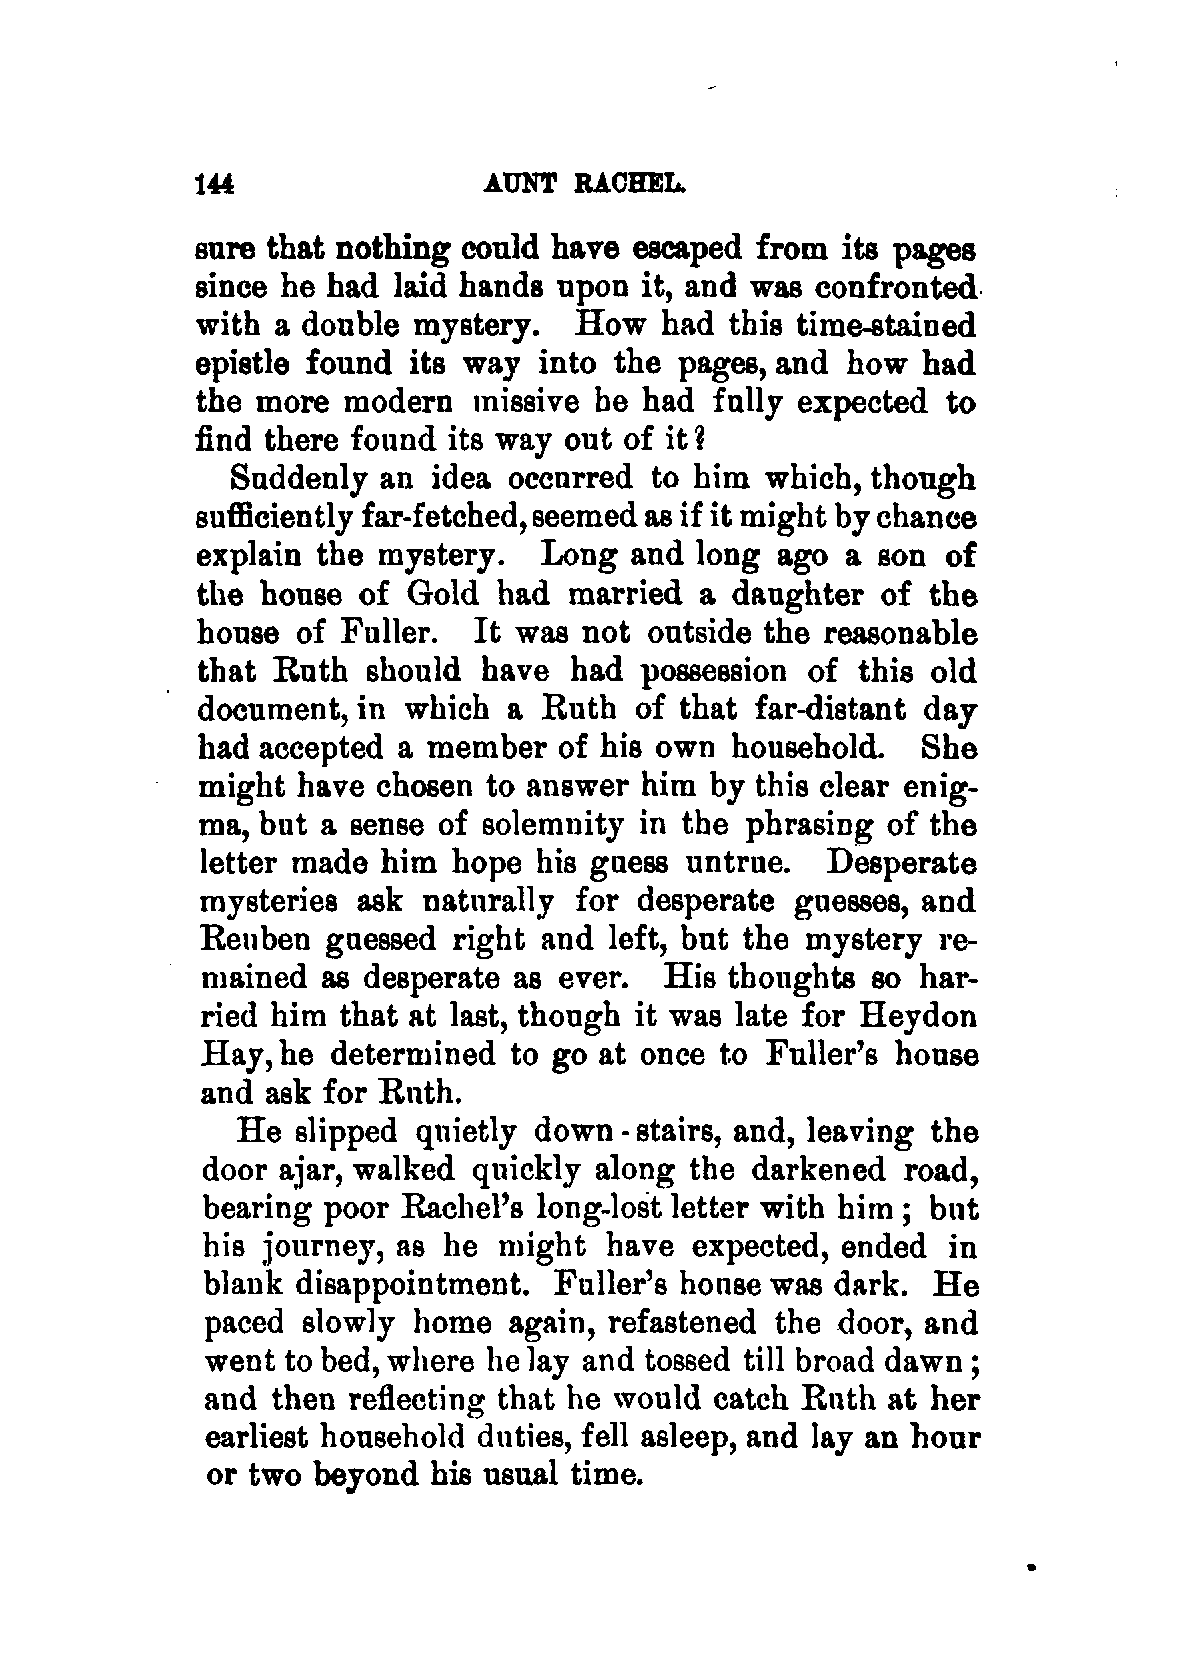 144 AUNT RACHEL.
sure that nothing could have escaped from its pages
since he had laid hands upon it, and was confronted
with a double mystery. How had this time-stained
epistle found its way into the pages, and how had
the more modern missive he had fully expected to
find there found its way out of it?
Suddenly an idea occurred to him which, though
sufficiently far-fetched, seemed as if it might by chance
explain the mystery. Long and long ago a son of
the house of Gold had married a daughter of the
house of Fuller. It was not outside the reasonable
that Ruth should have had possession of this old
document, in which a Ruth of that far-distant day
had accepted a member of his own household. She
might have chosen to answer him by this clear enig-
ma, but a sense of solemnity in the phrasing of the
letter made him hope his guess untrue. Desperate
mysteries ask naturally for desperate guesses, and
Reuben guessed right and left, but the mystery re-
mained as desperate as ever. His thoughts so har-
ried him that at last, though it was late for Heydon
Hay, he determined to go at once to Fuller's house
and ask for Ruth.
He slipped quietly down-stairs, and, leaving the
door ajar, walked quickly along the darkened road,
bearing poor Rachel's long-lost letter with him; but
his journey, as he might have expected, ended in
blank disappointment. Fuller's house was dark. He
paced slowly home again, refastened the door, and
went to bed, where he lay and tossed till broad dawn;
and then reflecting that he would catch Ruth at her
earliest household duties, fell asleep, and lay an hour
or two beyond his usual time.